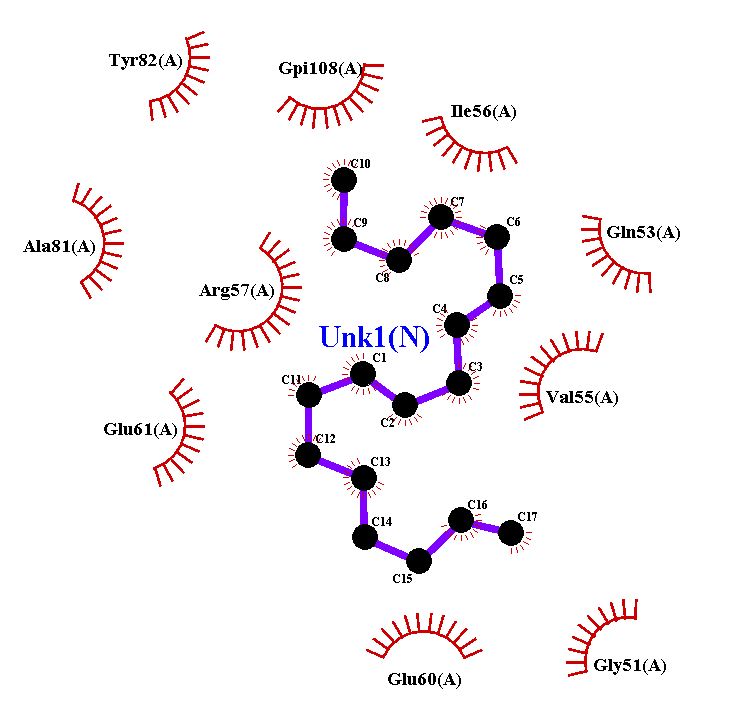 Tyr82(A)
Gpi108(A)
Ile56(A)
C10
C7
C9
C6
Gln53(A)
Ala81(A)
C8
C5
Arg57(A)
C4
Unk1(N)
C1
C3
C11
Val55(A)
C2
Glu61(A)
C12
C13
C16
C17
C14
C15
Gly51(A)
Glu60(A)